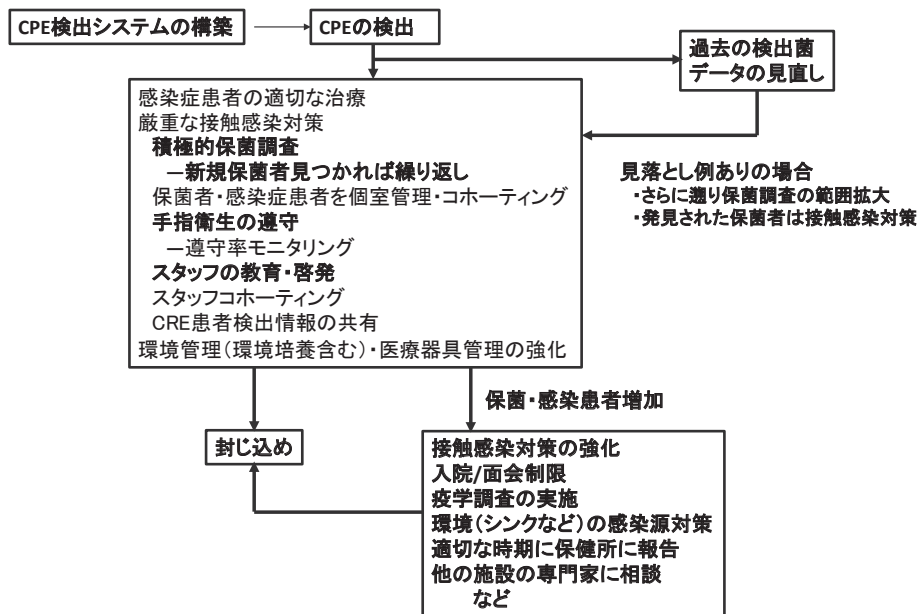 CPE検出システムの構築
CPEの検出
過去の検出菌
データの見直し
感染症患者の適切な治療
厳重な接触感染対策
積極的保菌調査
―新規保菌者見つかれば繰り返し
保菌者・感染症患者を個室管理・コホーティング
手指衛生の遵守
―遵守率モニタリング
スタッフの教育・啓発
スタッフコホーティング
CRE患者検出情報の共有
環境管理(環境培養含む)・医療器具管理の強化
見落とし例ありの場合
・さらに遡り保菌調査の範囲拡大
・発見された保菌者は接触感染対策
保菌・感染患者増加
封じ込め
接触感染対策の強化
入院/面会制限
疫学調査の実施
環境(シンクなど)の感染源対策
適切な時期に保健所に報告
他の施設の専門家に相談
など